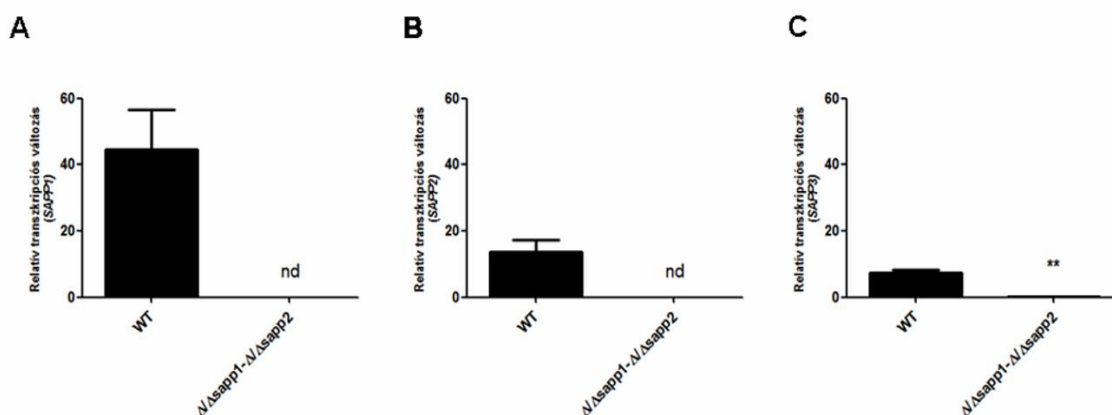 A
B
C
Relatív transzkripciós változás
(SAPP1)
60
40
20
0
nd
WT
Δ/Δsapp1-Δ/Δsapp2
Relatív transzkripciós változás
(SAPP2)
60
40
20
0
nd
WT
Δ/Δsapp1-Δ/Δsapp2
Relatív transzkripciós változás
(SAPP3)
60
40
20
0
**
WT
Δ/Δsapp1-Δ/Δsapp2